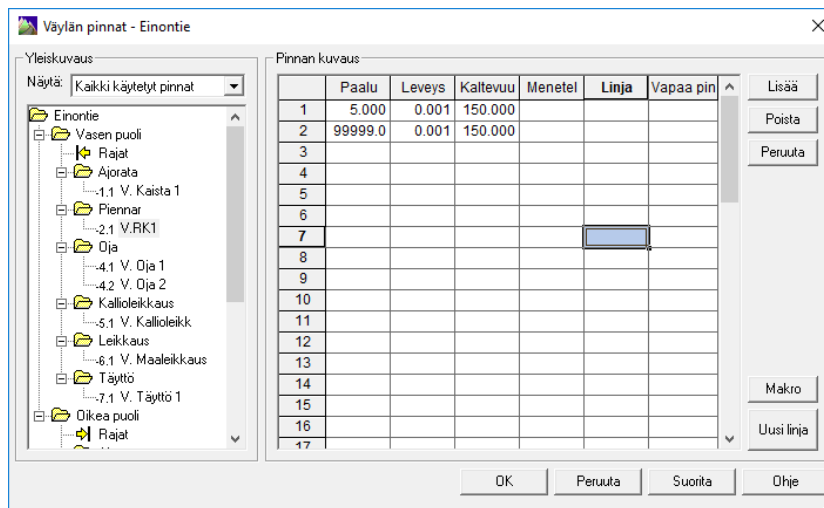 Väylän pinnat - Einontie
Yleiskuvaus
Näytä: Kaikki käytetyt pinnat
Einontie
Vasen puoli
Rajat
Ajorata
-1.1 V. Kaista 1
Piennar
-2.1 V.RK1
Oja
-4.1 V. Oja 1
-4.2 V. Oja 2
Kallioleikkaus
-5.1 V. Kallioleikk
Leikkaus
-6.1 V. Maaleikkaus
Täyttö
-7.1 V. Täyttö 1
Oikea puoli
Rajat
Pinnan kuvaus
Paalu Leveys Kaltevuu Menetel Linja Vapaa pin
1 5.000 0.001 150.000
2 99999.0 0.001 150.000
3
4
5
6
7
8
9
10
11
12
13
14
15
16
17
Lisää
Poista
Peruuta
Makro
Uusi linja
OK Peruuta Suorita Ohje